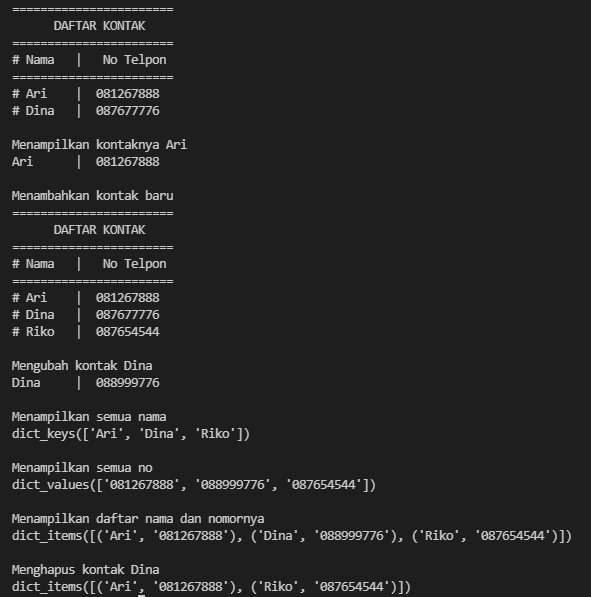 =======================
DAFTAR KONTAK
=======================
# Nama | No Telpon
=======================
# Ari | 081267888
# Dina | 087677776
Menampilkan kontaknya Ari
Ari | 081267888
Menambahkan kontak baru
=======================
DAFTAR KONTAK
=======================
# Nama | No Telpon
=======================
# Ari | 081267888
# Dina | 087677776
# Riko | 087654544
Mengubah kontak Dina
Dina | 088999776
Menampilkan semua nama
dict_keys(['Ari', 'Dina', 'Riko'])
Menampilkan semua no
dict_values(['081267888', '088999776', '087654544'])
Menampilkan daftar nama dan nomornya
dict_items([('Ari', '081267888'), ('Dina', '088999776'), ('Riko', '087654544')])
Menghapus kontak Dina
dict_items([('Ari', '081267888'), ('Riko', '087654544')])